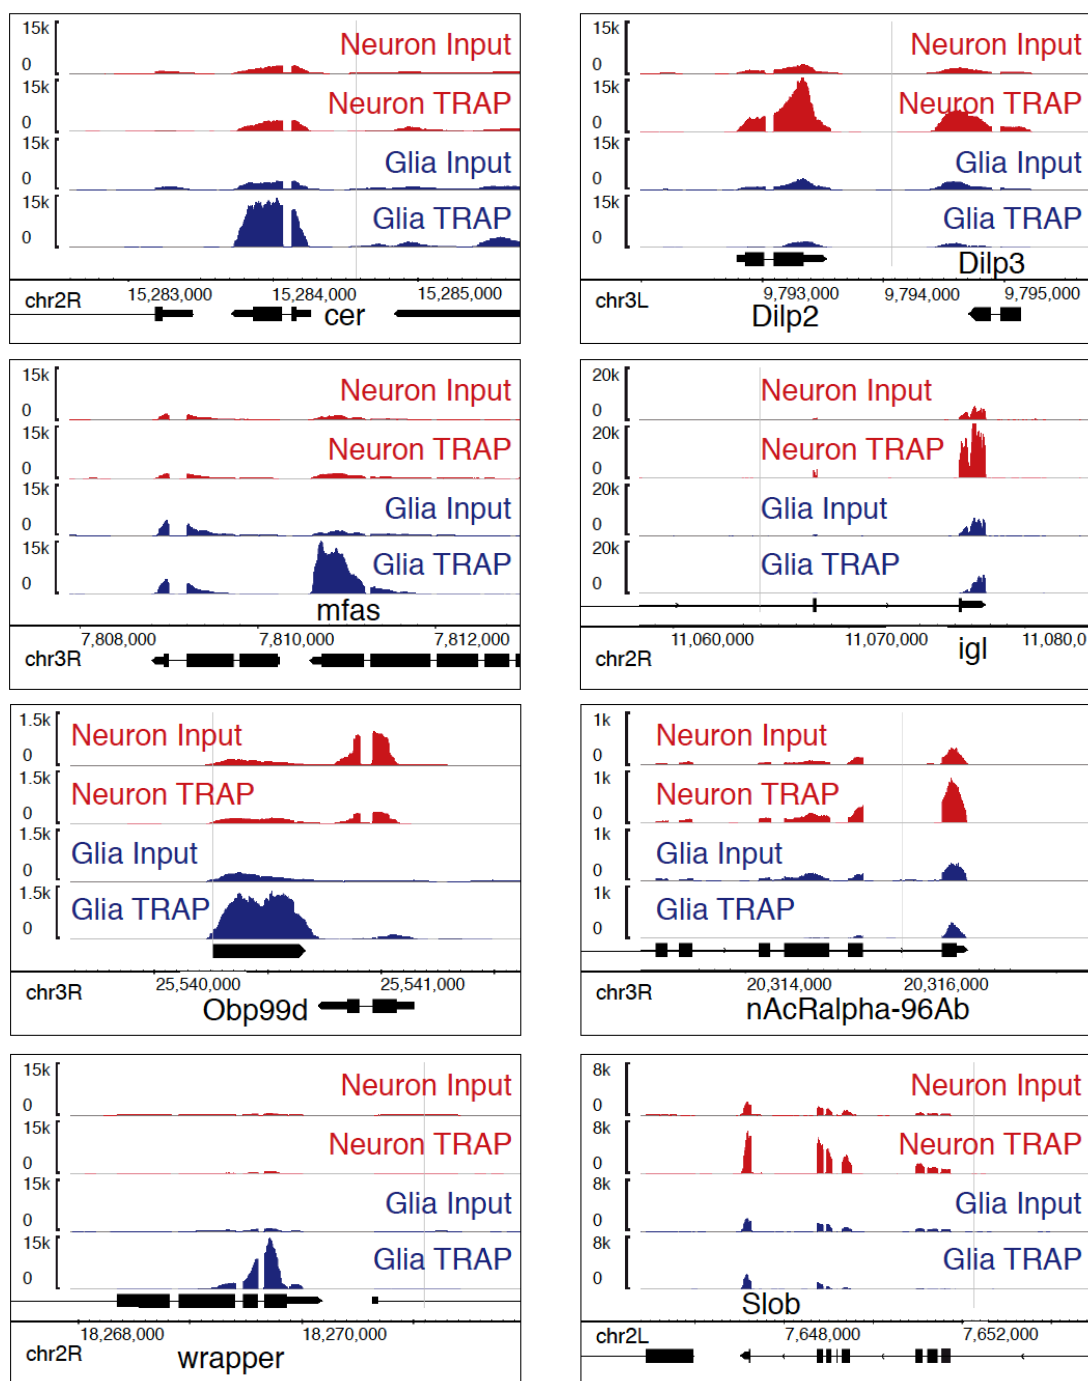 15k
Neuron Input
0
15k
Neuron TRAP
0
15k
Glia Input
0
15k
Glia TRAP
0
15,283,000 15,284,000 15,285,000
chr2R
cer
15k
Neuron Input
0
15k
Neuron TRAP
0
15k
Glia Input
0
15k
Glia TRAP
0
Dilp3
9,793,000 9,794,000 9,795,000
chr3L
Dilp2
15k
Neuron Input
0
15k
Neuron TRAP
0
15k
Glia Input
0
15k
Glia TRAP
0
mfas
7,808,000 7,810,000 7,812,000
chr3R
20k
Neuron Input
0
20k
Neuron TRAP
0
20k
Glia Input
0
20k
Glia TRAP
0
11,060,000 11,070,000 11,080,0
chr2R
igl
1.5k
Neuron Input
0
1.5k
Neuron TRAP
0
1.5k
Glia Input
0
1.5k
Glia TRAP
0
25,540,000 25,541,000
chr3R
Obp99d
1k
Neuron Input
0
1k
Neuron TRAP
0
1k
Glia Input
0
1k
Glia TRAP
0
20,314,000 20,316,000
chr3R
nAcRalpha-96Ab
15k
Neuron Input
0
15k
Neuron TRAP
0
15k
Glia Input
0
15k
Glia TRAP
0
18,268,000 18,270,000
chr2R
wrapper
8k
Neuron Input
0
8k
Neuron TRAP
0
8k
Glia Input
0
8k
Glia TRAP
0
Slob
7,648,000 7,652,000
chr2L